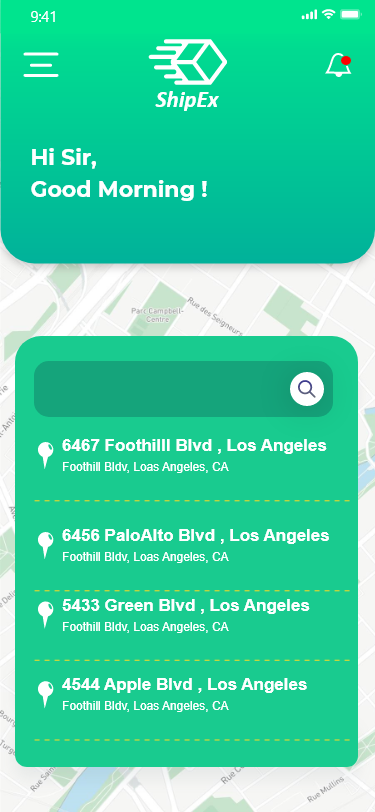 9:41
ShipEx
Hi Sir,
Good Morning !
Parc Campbell-
Centre
Rue des Seigneurs
6467 Foothilll Blvd , Los Angeles
Foothill Bldv, Loas Angeles, CA
6456 PaloAlto Blvd , Los Angeles
Foothill Bldv, Loas Angeles, CA
5433 Green Blvd , Los Angeles
Foothill Bldv, Loas Angeles, CA
4544 Apple Blvd , Los Angeles
Foothill Bldv, Loas Angeles, CA
Rue Mullins